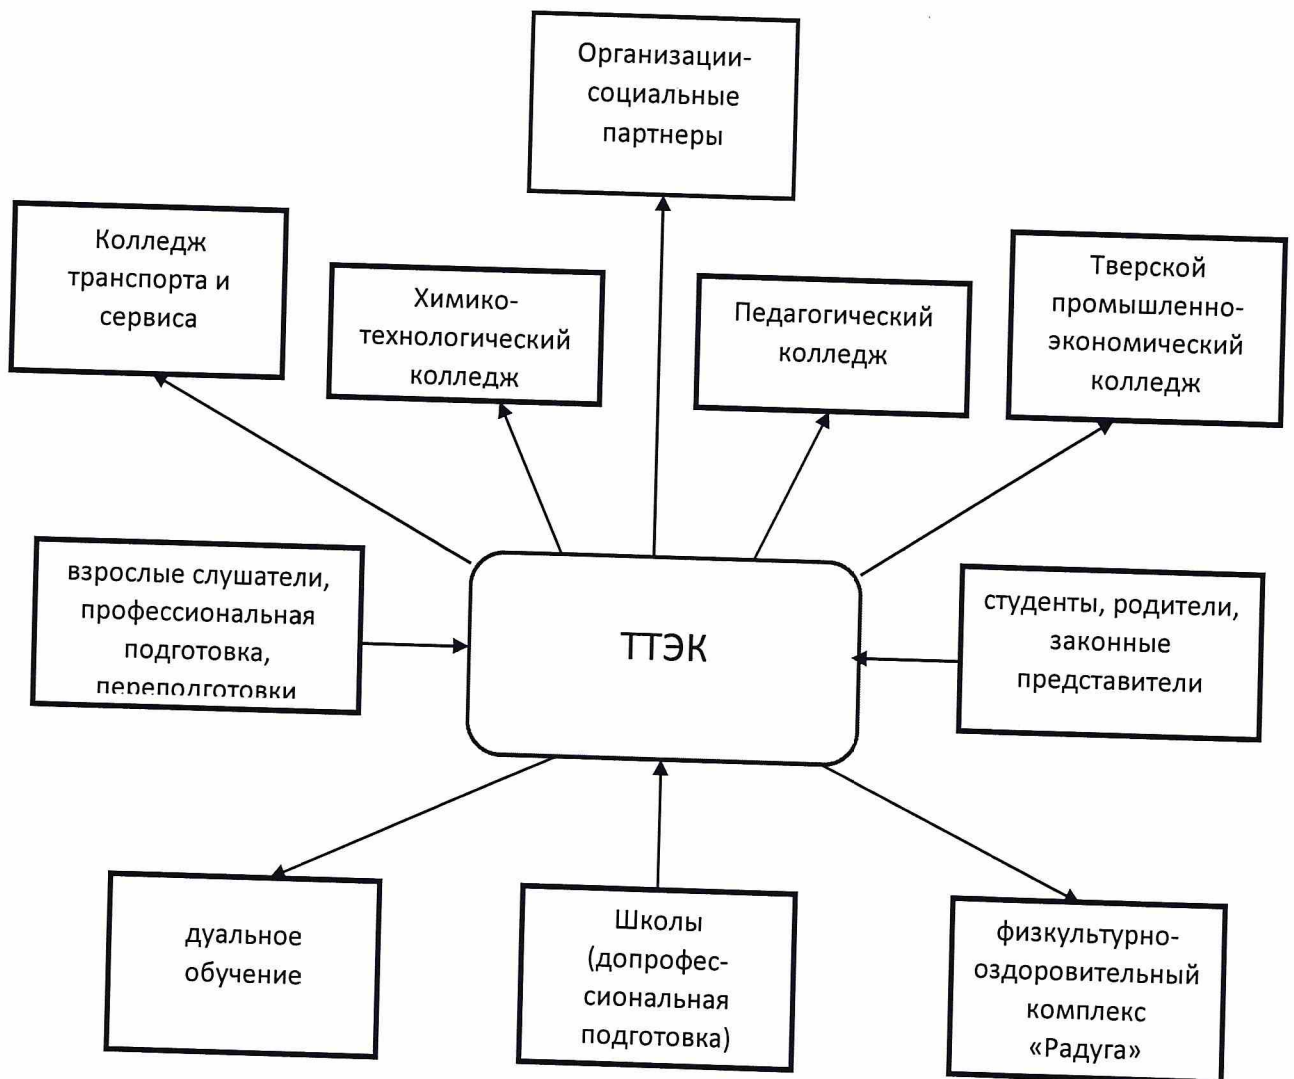 Организации-
социальные
партнеры
Колледж
транспорта и
сервиса
Химико-
технологический
колледж
Педагогический
колледж
Тверской
промышленно-
экономический
колледж
взрослые слушатели,
профессиональная
подготовка,
переподготовки
ТТЭК
студенты, родители,
законные
представители
дуальное
обучение
Школы
(допрофес-
сиональная
подготовка)
физкультурно-
оздоровительный
комплекс
«Радуга»